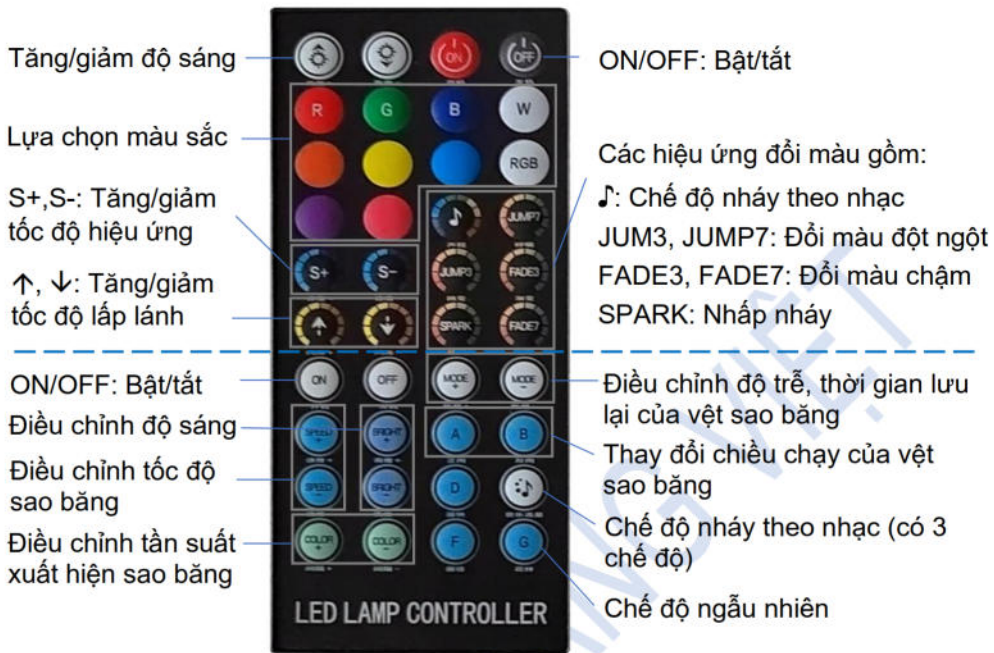 Tăng/giảm độ sáng
Lựa chọn màu sắc
S+,S-: Tăng/giảm
tốc độ hiệu ứng
↑, ↓: Tăng/giảm
tốc độ lấp lánh
ON/OFF: Bật/tắt
Điều chỉnh độ sáng
Điều chỉnh tốc độ
sao băng
Điều chỉnh tần suất
xuất hiện sao băng
ON OFF
R G B W
RGB
♪ JUMP7
S+ S- JUMP3 FADE3
SPARK FADE7
ON OFF MODE + MODE -
SPEED + BRIGHT + A B
SPEED - BRIGHT - D
COLOR + COLOR - F G
LED LAMP CONTROLLER
ON/OFF: Bật/tắt
Các hiệu ứng đổi màu gồm:
♪: Chế độ nháy theo nhạc
JUM3, JUMP7: Đổi màu đột ngột
FADE3, FADE7: Đổi màu chậm
SPARK: Nhấp nháy
Điều chỉnh độ trễ, thời gian lưu
lại của vệt sao băng
Thay đổi chiều chạy của vệt
sao băng
Chế độ nháy theo nhạc (có 3
chế độ)
Chế độ ngẫu nhiên